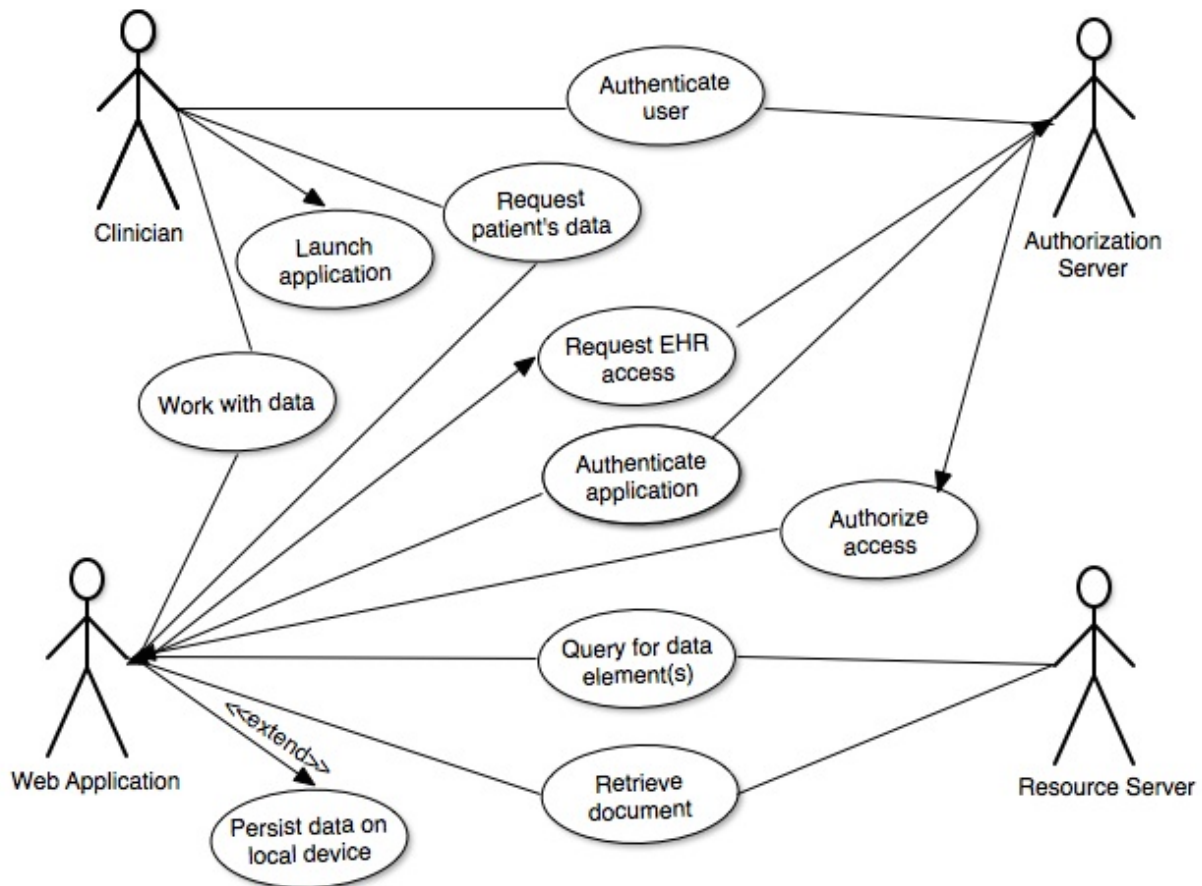 Authenticate
user
Request
patient's data
Clinician
Launch
application
Authorization
Server
Request EHR
access
Work with data
Authenticate
application
Authorize
access
Query for data
element(s)
<<extend>>
Web Application
Retrieve
document
Resource Server
Persist data on
local device